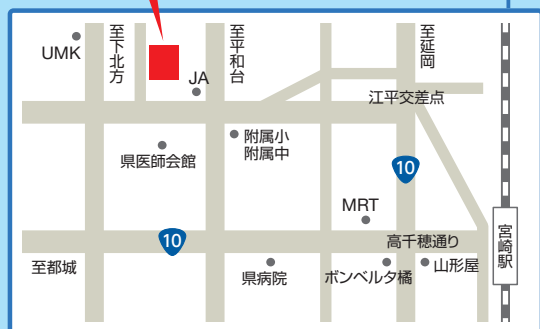 UMK
至下北方
至平和台
至延岡
JA
江平交差点
附属小
附属中
県医師会館
10
MRT
高千穂通り
宮崎駅
10
至都城
県病院
ボンベルタ橘
山形屋